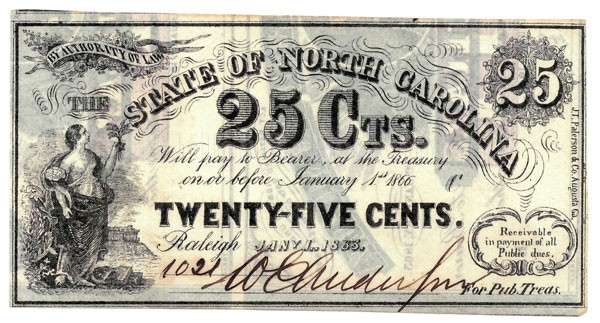 BY AUTHORITY OF LAW
THE
STATE OF NORTH CAROLINA
25
25 CTS.
Will pay to Bearer, at the Treasury
on or before January 1st 1866
TWENTY-FIVE CENTS.
Raleigh JANY. 1. 1863.
Receivable
in payment of all
Public dues.
For Pub. Treas.
J.T. Paterson & Co. Augusta Ga.
25